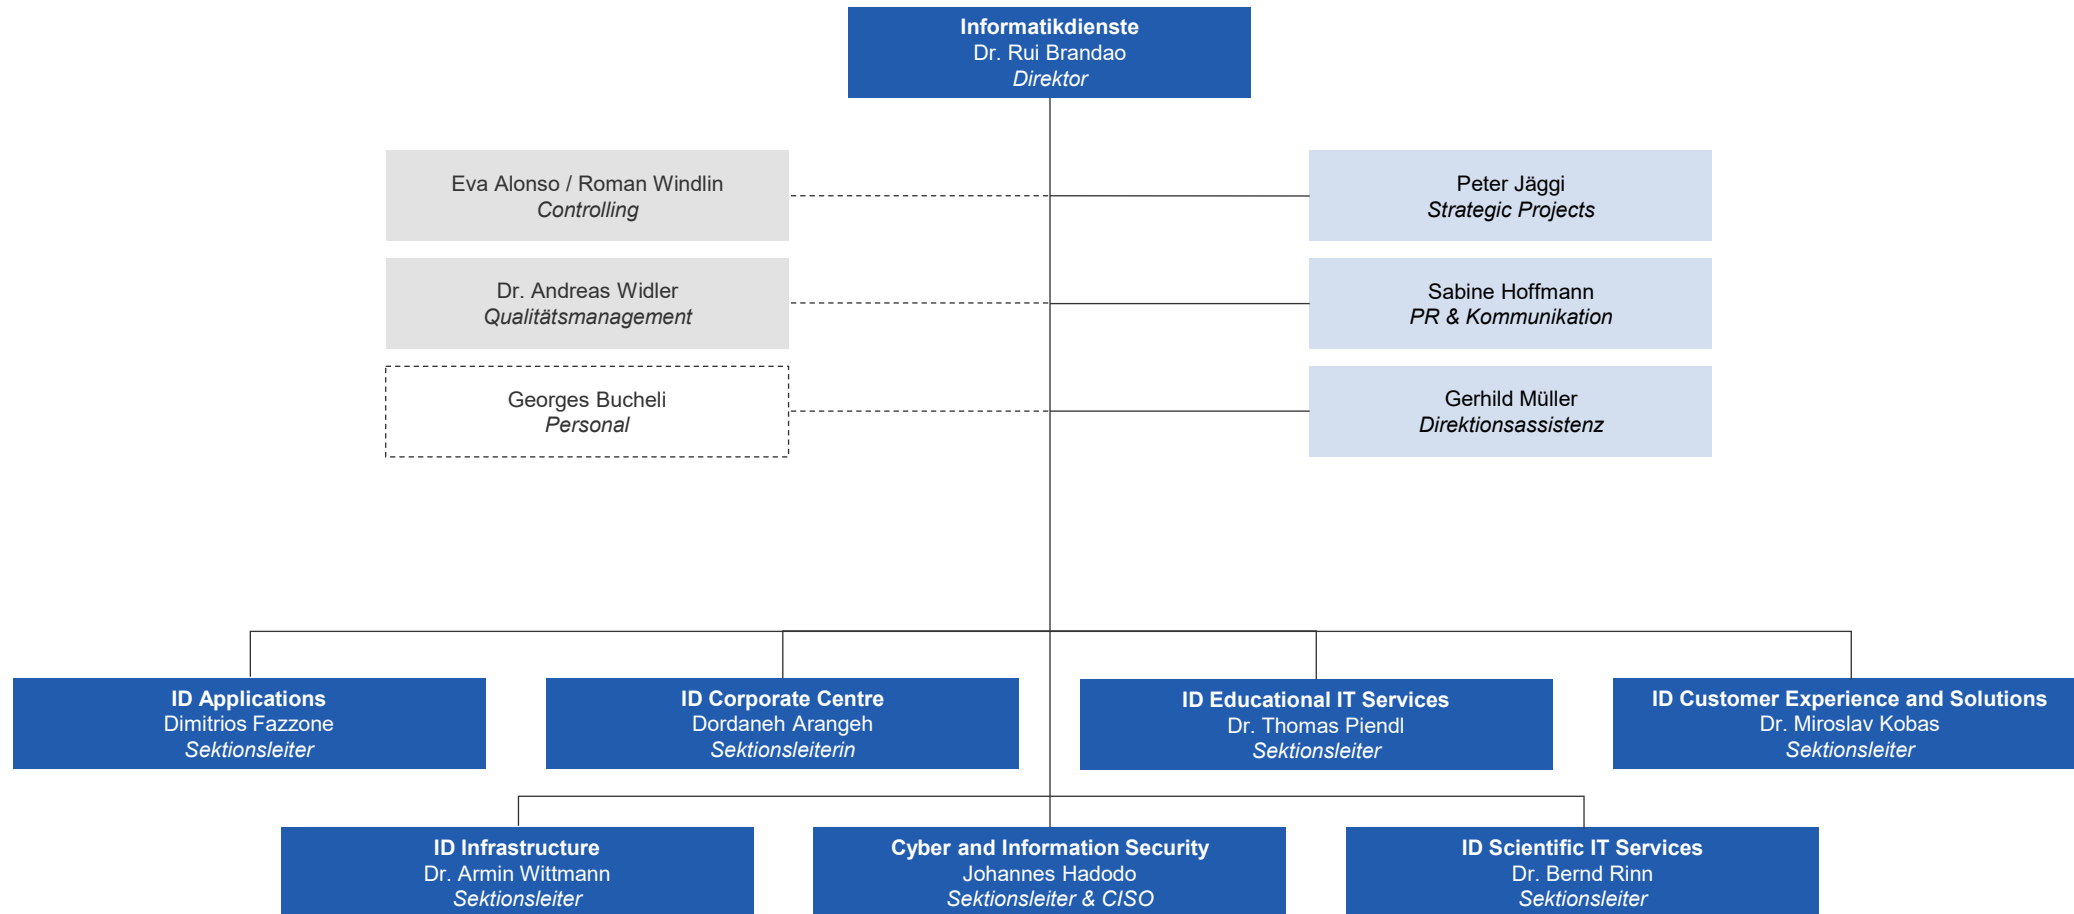 Informatikdienste
Dr. Rui Brandao
Direktor
Eva Alonso / Roman Windlin
Controlling
Peter Jäggi
Strategic Projects
Dr. Andreas Widler
Qualitätsmanagement
Sabine Hoffmann
PR & Kommunikation
Georges Bucheli
Personal
Gerhild Müller
Direktionsassistenz
ID Applications
Dimitrios Fazzone
Sektionsleiter
ID Corporate Centre
Dordaneh Arangeh
Sektionsleiterin
ID Educational IT Services
Dr. Thomas Piendl
Sektionsleiter
ID Customer Experience and Solutions
Dr. Miroslav Kobas
Sektionsleiter
ID Infrastructure
Dr. Armin Wittmann
Sektionsleiter
Cyber and Information Security
Johannes Hadodo
Sektionsleiter & CISO
ID Scientific IT Services
Dr. Bernd Rinn
Sektionsleiter